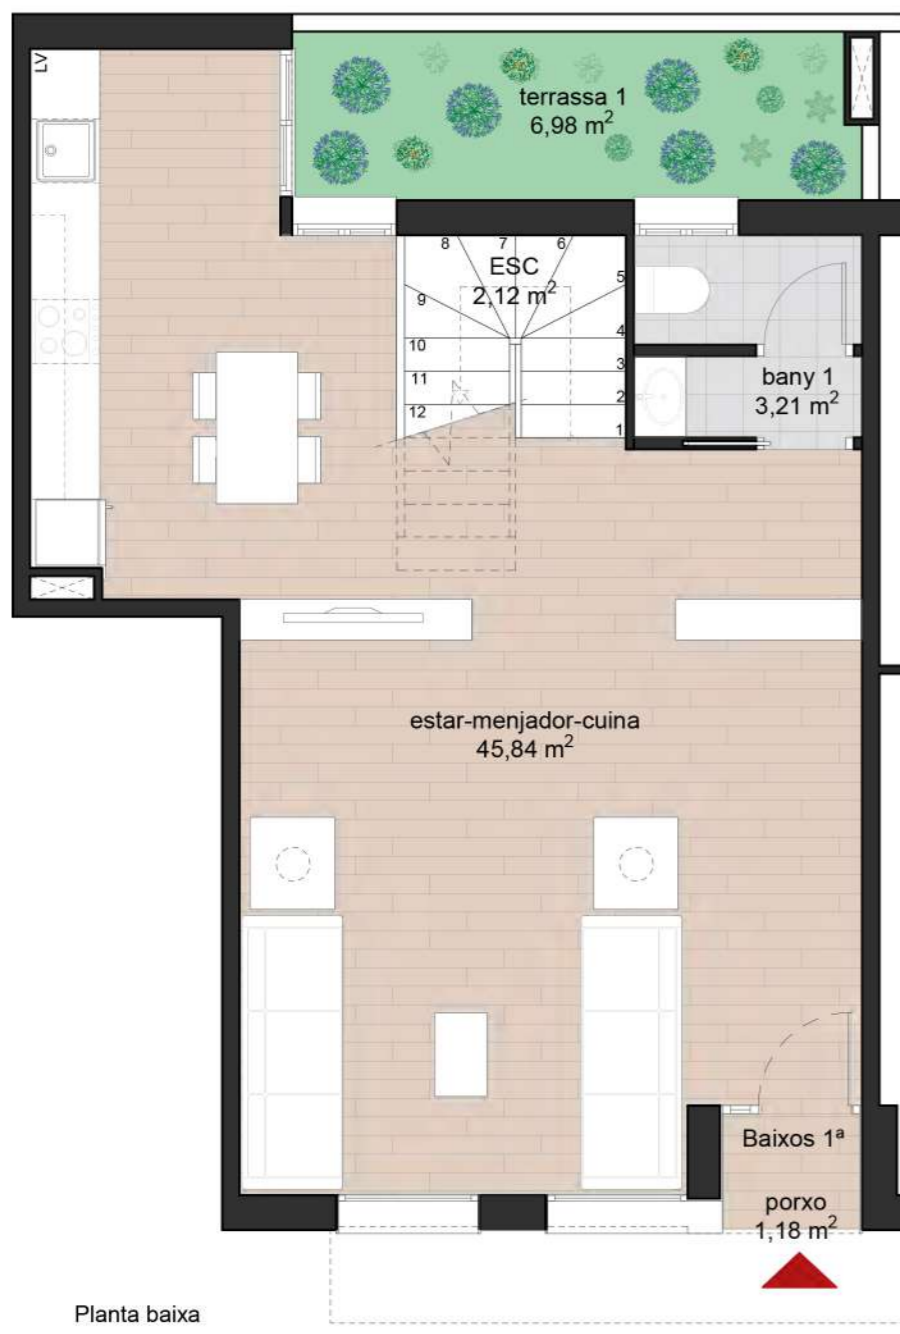 LV
terrassa 1
6,98 m²
8 7 6
ESC
2,12 m²
5
9
4
10
3
11
2
12
1
bany 1
3,21 m²
estar-menjador-cuina
45,84 m²
Baixos 1ª
porxo
1,18 m²
Planta baixa